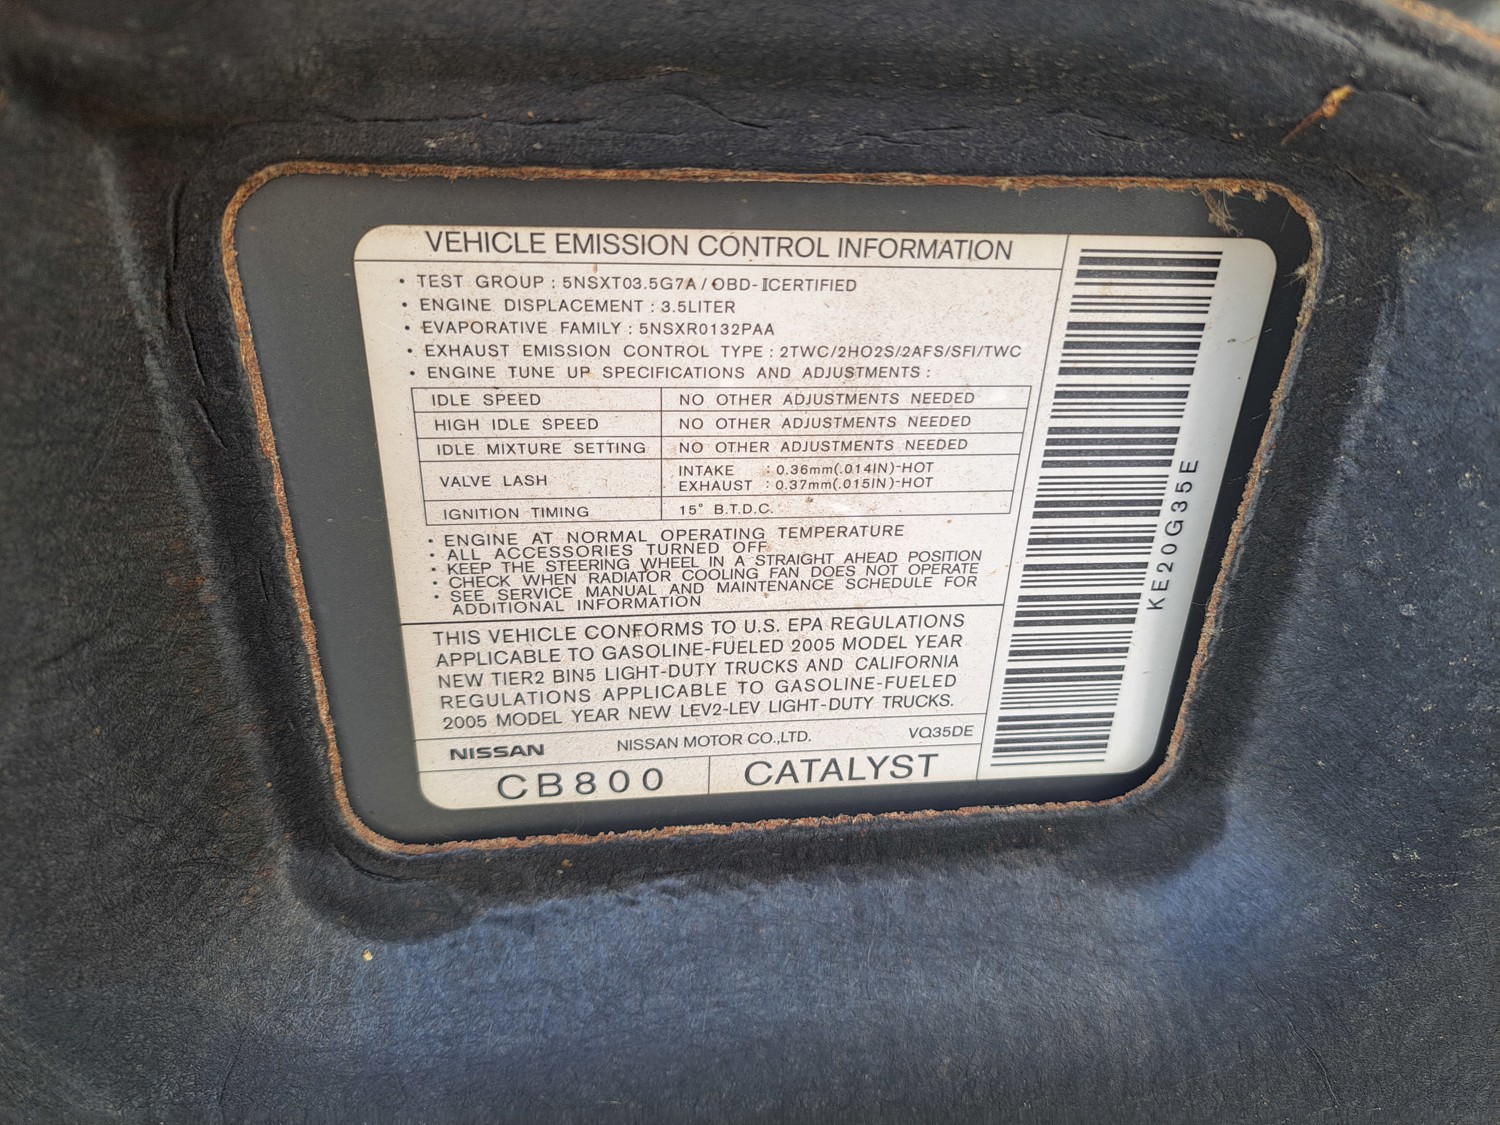 VEHICLE EMISSION CONTROL INFORMATION
• TEST GROUP : 5NSXT03.5G7A / OBD-Ⅱ CERTIFIED
• ENGINE DISPLACEMENT : 3.5LITER
• EVAPORATIVE FAMILY : 5NSXR0132PAA
• EXHAUST EMISSION CONTROL TYPE : 2TWC/2HO2S/2AFS/SFI/TWC
• ENGINE TUNE UP SPECIFICATIONS AND ADJUSTMENTS :
IDLE SPEED NO OTHER ADJUSTMENTS NEEDED
HIGH IDLE SPEED NO OTHER ADJUSTMENTS NEEDED
IDLE MIXTURE SETTING NO OTHER ADJUSTMENTS NEEDED
VALVE LASH INTAKE : 0.36mm(.014IN)-HOT
EXHAUST : 0.37mm(.015IN)-HOT
IGNITION TIMING 15° B.T.D.C.
• ENGINE AT NORMAL OPERATING TEMPERATURE
• ALL ACCESSORIES TURNED OFF
• KEEP THE STEERING WHEEL IN A STRAIGHT AHEAD POSITION
• CHECK WHEN RADIATOR COOLING FAN DOES NOT OPERATE
• SEE SERVICE MANUAL AND MAINTENANCE SCHEDULE FOR
ADDITIONAL INFORMATION
THIS VEHICLE CONFORMS TO U.S. EPA REGULATIONS
APPLICABLE TO GASOLINE-FUELED 2005 MODEL YEAR
NEW TIER2 BIN5 LIGHT-DUTY TRUCKS AND CALIFORNIA
REGULATIONS APPLICABLE TO GASOLINE-FUELED
2005 MODEL YEAR NEW LEV2-LEV LIGHT-DUTY TRUCKS.
NISSAN NISSAN MOTOR CO.,LTD. VQ35DE
CB800 CATALYST
KE20G35E